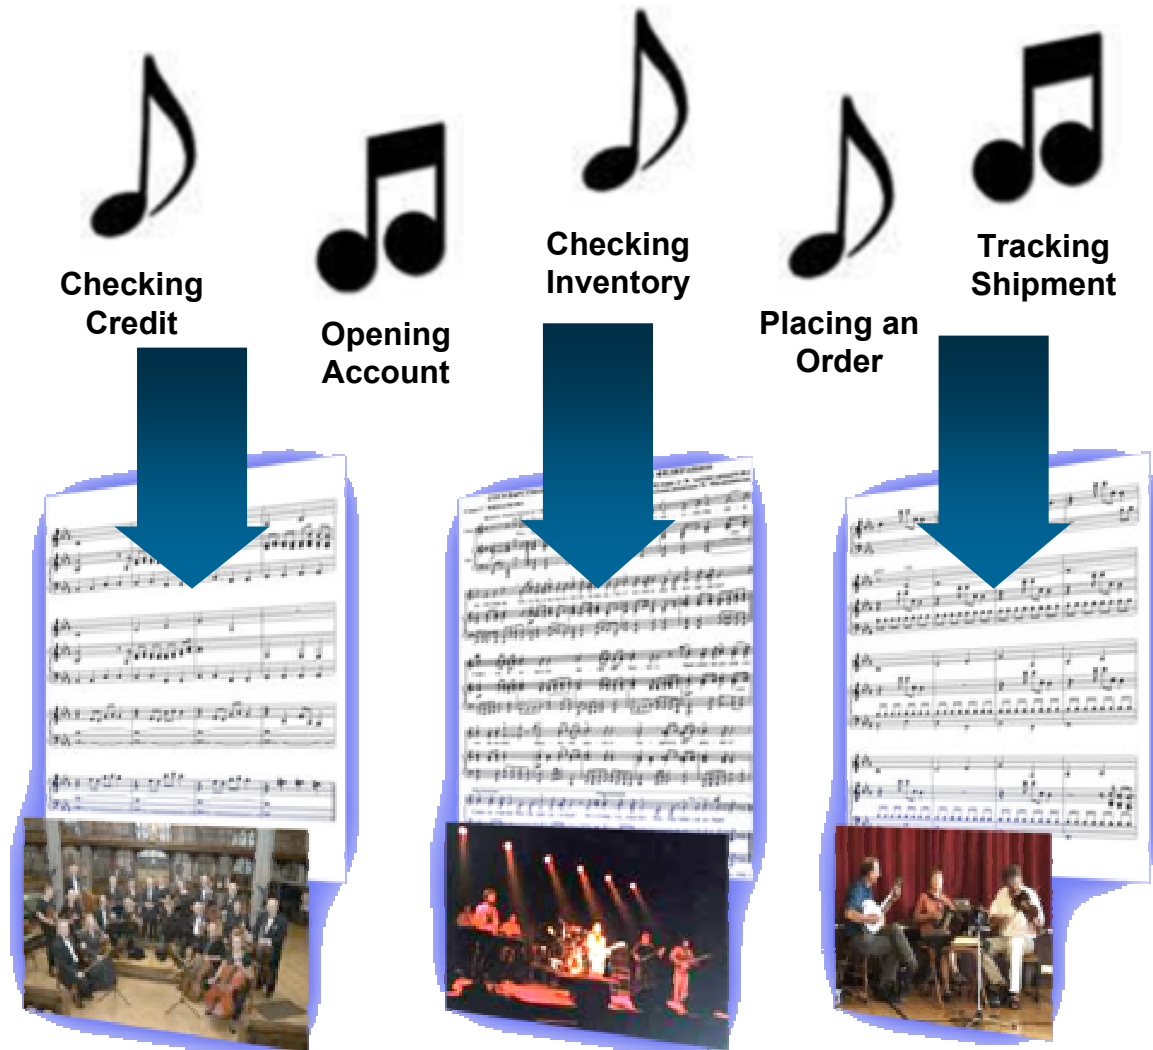 Checking
Credit
Opening
Account
Checking
Inventory
Placing an
Order
Tracking
Shipment